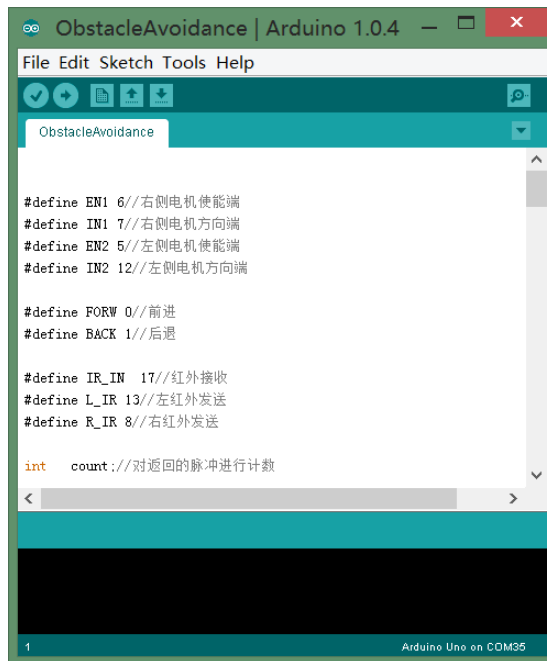 ObstacleAvoidance | Arduino 1.0.4
File Edit Sketch Tools Help
ObstacleAvoidance
#define EN1 6//右侧电机使能端
#define IN1 7//右侧电机方向端
#define EN2 5//左侧电机使能端
#define IN2 12//左侧电机方向端
#define FORW 0//前进
#define BACK 1//后退
#define IR_IN  17//红外接收
#define L_IR 13//左红外发送
#define R_IR 8//右红外发送
int   count;//对返回的脉冲进行计数
1 Arduino Uno on COM35